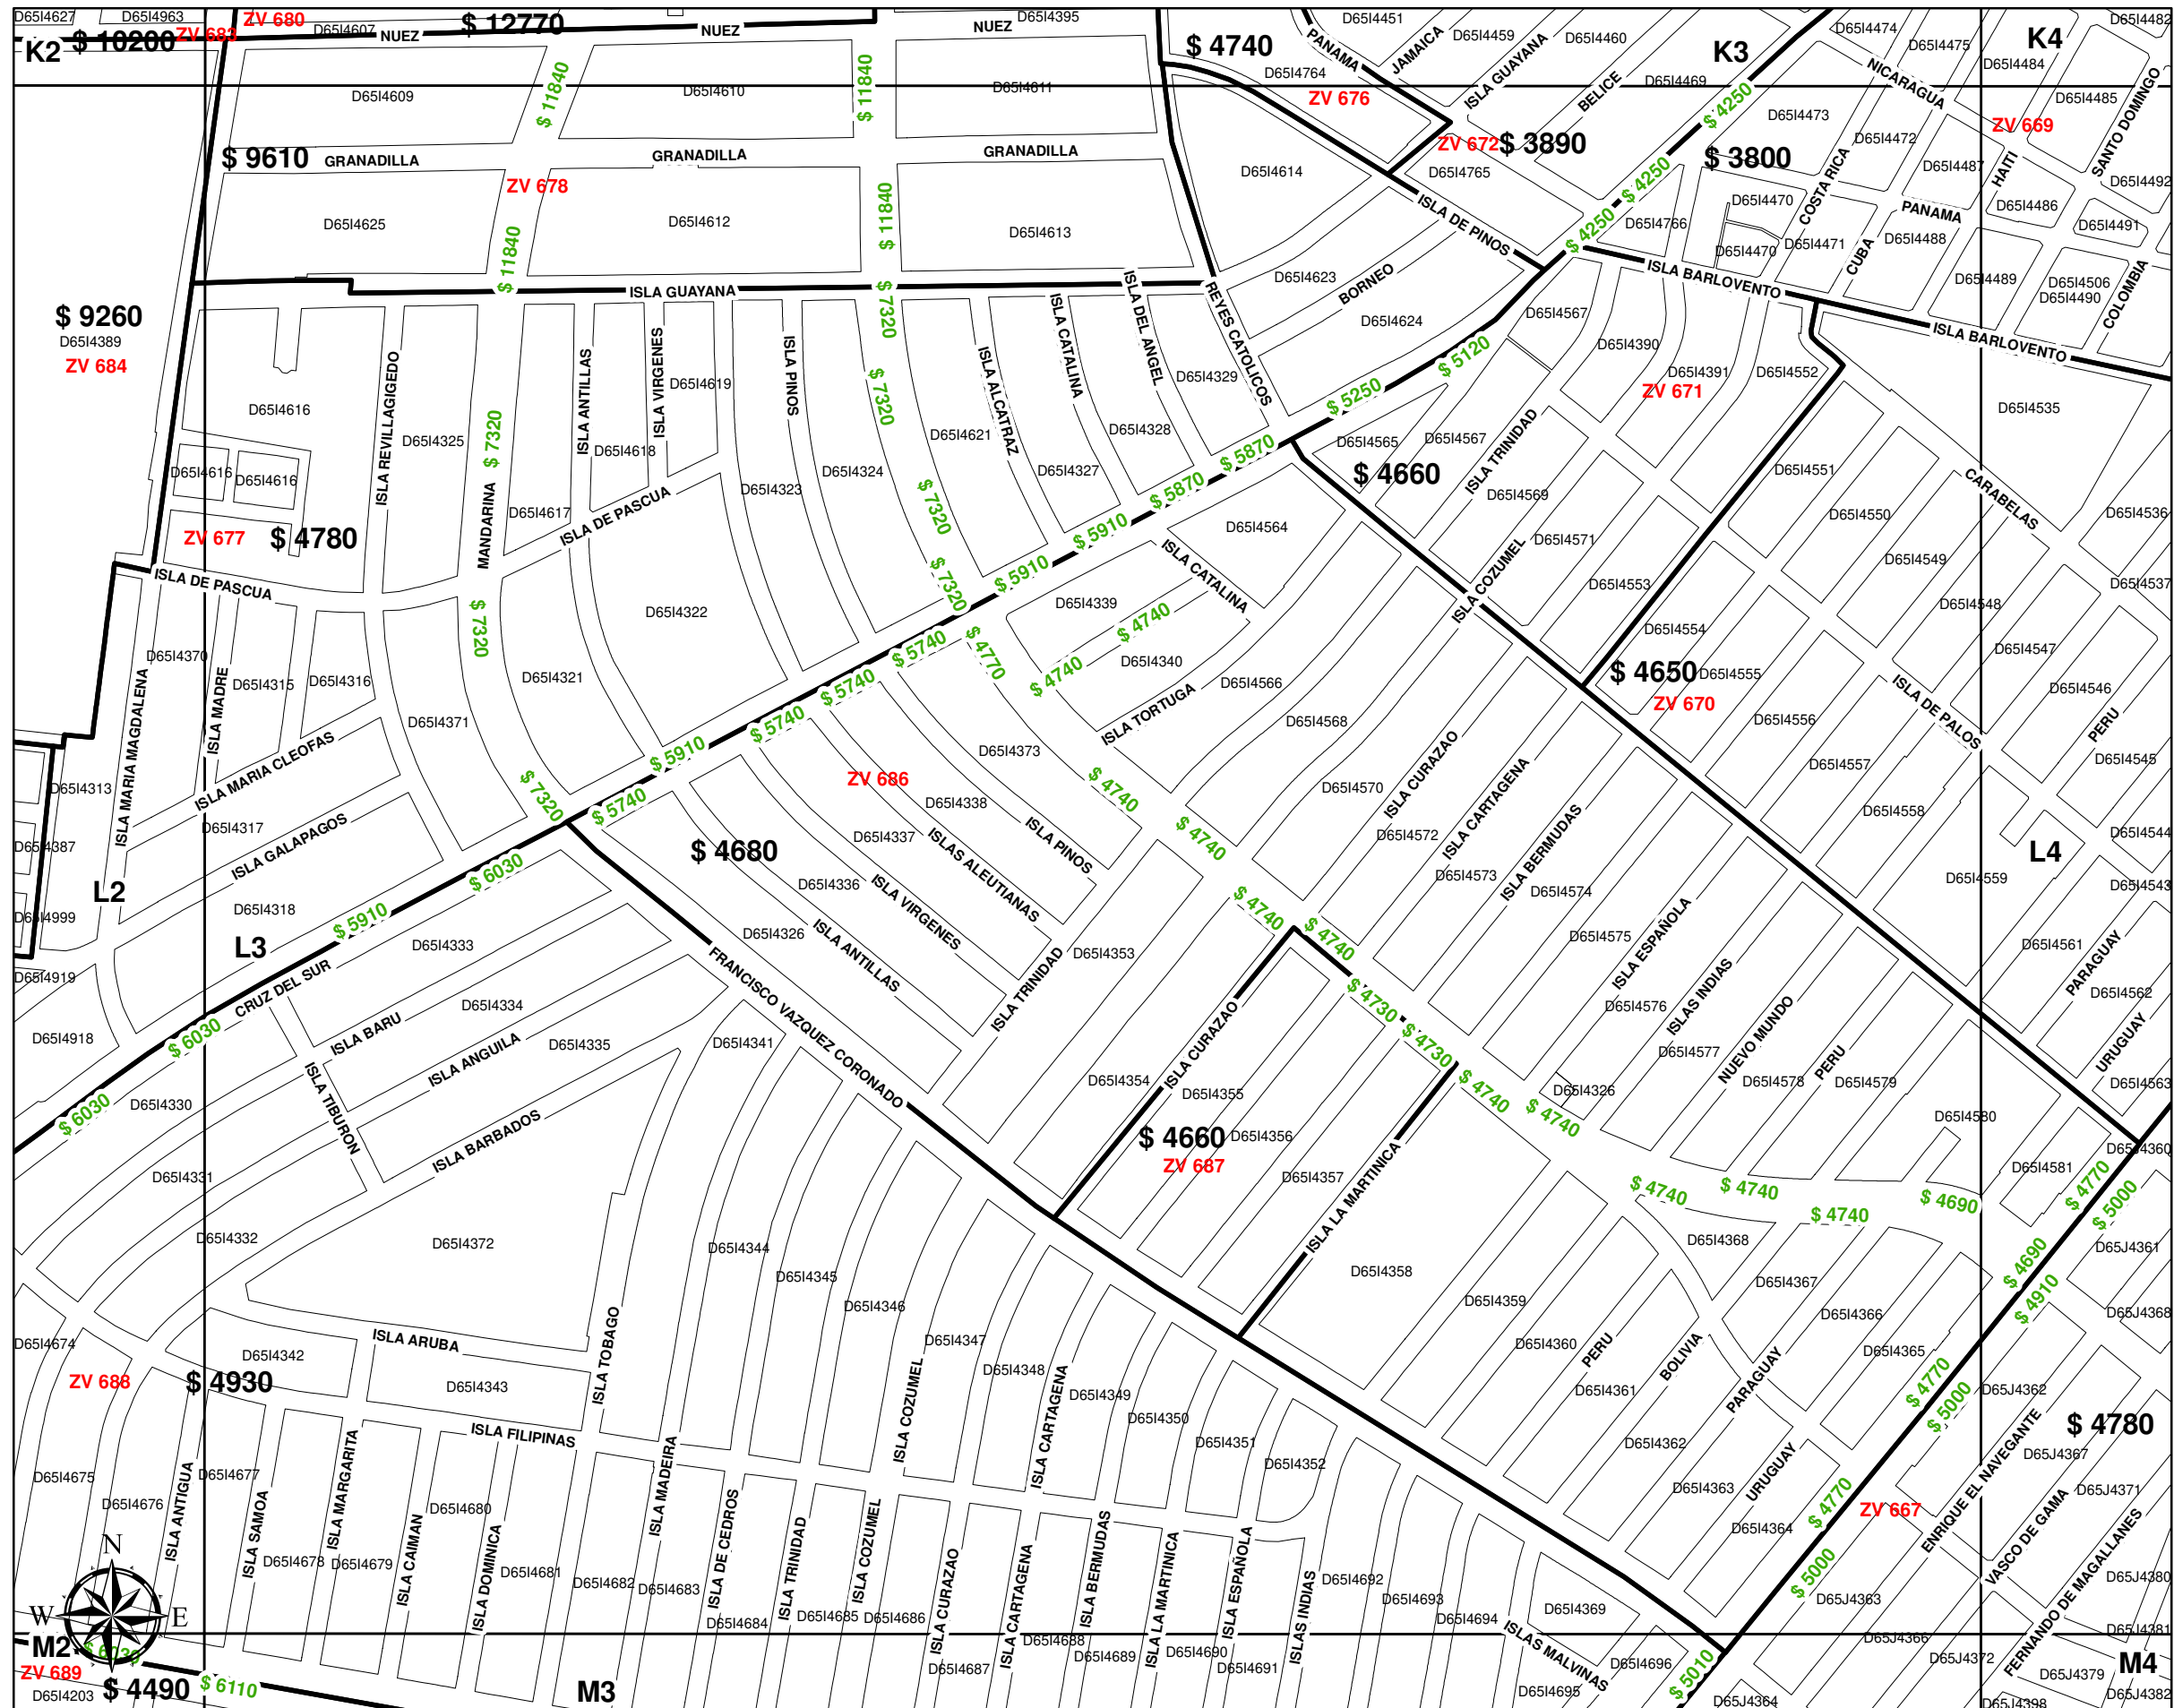 D65I4627
D65I4963
ZV 680
D65I4607
$ 12770
D65I4395
D65I4451
D65I4474
D65I4482
K2
$ 10200
ZV 683
NUEZ
NUEZ
NUEZ
$ 4740
PANAMA
JAMAICA
D65I4459
ISLA GUAYANA
D65I4460
K3
D65I4475
K4
D65I4484
D65I4764
D65I4469
BELICE
NICARAGUA
D65I4609
$ 11840
D65I4610
$ 11840
D65I4611
ZV 676
$ 4250
D65I4473
D65I4485
SANTO DOMINGO
ZV 669
$ 9610
GRANADILLA
GRANADILLA
GRANADILLA
ZV 672
$ 3890
$ 3800
D65I4472
D65I4487
HAITI
ZV 678
D65I4614
D65I4765
$ 4250
COSTA RICA
D65I4492
D65I4625
D65I4612
$ 11840
D65I4613
ISLA DE PINOS
D65I4766
D65I4470
PANAMA
D65I4486
D65I4491
$ 11840
$ 4250
D65I4470
D65I4471
CUBA
D65I4488
D65I4623
BORNEO
ISLA BARLOVENTO
D65I4489
D65I4506
D65I4490
COLOMBIA
ISLA GUAYANA
$ 9260
D65I4389
ZV 684
$ 7320
ISLA CATALINA
ISLA DEL ANGEL
REYES CATOLICOS
D65I4624
D65I4567
D65I4390
ISLA BARLOVENTO
ISLA REVILLAGIGEDO
ISLA ANTILLAS
ISLA VIRGENES
D65I4619
ISLA PINOS
$ 7320
ISLA ALCATRAZ
D65I4329
$ 5250
$ 5120
D65I4391
ZV 671
D65I4552
D65I4616
D65I4325
$ 7320
D65I4618
D65I4621
D65I4328
D65I4565
D65I4567
ISLA TRINIDAD
D65I4535
D65I4616
D65I4616
D65I4323
D65I4324
D65I4327
$ 5870
$ 5870
$ 4660
D65I4551
CARABELAS
D65I4617
ISLA DE PASCUA
MANDARINA
$ 7320
$ 5910
D65I4564
D65I4569
D65I4550
D65I4536
ZV 677
$ 4780
ISLA CATALINA
ISLA COZUMEL
D65I4571
D65I4549
ISLA DE PASCUA
$ 7320
D65I4322
$ 7320
$ 5910
D65I4339
D65I4553
D65I4548
D65I4537
D65I4370
$ 5740
$ 4770
$ 4740
$ 4740
D65I4340
D65I4554
D65I4547
ISLA MARIA MAGDALENA
ISLA MADRE
D65I4315
D65I4316
D65I4321
$ 5740
D65I4566
$ 4650
ZV 670
D65I4555
D65I4546
D65I4371
$ 5740
D65I4373
ISLA TORTUGA
D65I4568
D65I4556
ISLA DE PALOS
PERU
ISLA MARIA CLEOFAS
$ 5910
ZV 686
$ 4740
D65I4570
ISLA CURAZAO
ISLA CARTAGENA
D65I4557
D65I4545
D65I4313
$ 7320
$ 5740
D65I4338
D65I4558
D65I4317
ISLA GALAPAGOS
D65I4337
ISLA PINOS
$ 4740
D65I4572
ISLA BERMUDAS
D65I4544
D65I4387
$ 4680
ISLAS ALEUTIANAS
D65I4573
L4
L2
$ 6030
D65I4336
ISLA VIRGENES
$ 4740
D65I4574
D65I4559
D65I4543
D65I4999
D65I4318
$ 5910
L3
D65I4333
D65I4326
ISLA ANTILLAS
D65I4353
$ 4740
D65I4575
ISLA ESPAÑOLA
D65I4561
D65I4919
CRUZ DEL SUR
FRANCISCO VAZQUEZ CORONADO
ISLA TRINIDAD
$ 4730
D65I4576
ISLAS INDIAS
PARAGUAY
D65I4562
D65I4334
D65I4918
$ 6030
ISLA BARU
ISLA ANGUILA
D65I4335
D65I4341
ISLA CURAZAO
$ 4730
D65I4577
NUEVO MUNDO
PERU
URUGUAY
$ 6030
D65I4330
ISLA TIBURON
D65I4354
D65I4355
$ 4740
$ 4740
D65I4326
D65I4578
D65I4579
D65I4563
ISLA BARBADOS
$ 4660
ZV 687
D65I4356
D65I4580
D65I4331
D65I4357
ISLA LA MARTINICA
$ 4740
$ 4740
$ 4740
$ 4690
D65I4581
$ 4770
D65J4360
$ 5000
D65I4332
D65I4372
D65I4344
D65I4358
D65I4368
D65J4361
D65I4345
D65I4367
$ 4690
$ 4910
D65I4346
D65I4359
D65I4366
D65J4368
D65I4674
D65I4342
ISLA ARUBA
ISLA TOBAGO
D65I4347
D65I4360
PERU
BOLIVIA
D65I4365
ZV 688
$ 4930
D65I4343
D65I4348
D65I4349
D65I4361
PARAGUAY
$ 4770
$ 5000
D65J4362
$ 4780
ISLA FILIPINAS
ISLA COZUMEL
ISLA CARTAGENA
D65I4350
D65I4351
D65I4362
D65J4367
D65I4675
D65I4677
D65I4352
D65I4363
URUGUAY
$ 4770
ZV 667
D65J4371
D65I4676
ISLA ANTIGUA
ISLA MARGARITA
D65I4680
ISLA MADEIRA
D65I4364
ENRIQUE EL NAVEGANTE
N
ISLA SAMOA
D65I4678
D65I4679
ISLA CAIMAN
ISLA DOMINICA
D65I4681
D65I4682
D65I4683
ISLA DE CEDROS
ISLA TRINIDAD
ISLA COZUMEL
ISLA CURAZAO
ISLA CARTAGENA
ISLA BERMUDAS
ISLA LA MARTINICA
ISLA ESPAÑOLA
ISLAS INDIAS
D65I4692
$ 5000
VASCO DE GAMA
FERNANDO DE MAGALLANES
D65J4380
W
E
D65I4684
D65I4685
D65I4686
D65I4693
D65I4694
D65I4369
D65J4363
M2
$ 6030
D65I4688
D65I4689
D65I4690
D65I4691
ISLAS MALVINAS
D65J4366
D65J4381
ZV 689
D65I4203
$ 4490
$ 6110
M3
D65I4687
D65I4696
D65I4695
$ 5010
D65J4364
D65J4372
D65J4379
D65J4398
M4
D65J4382